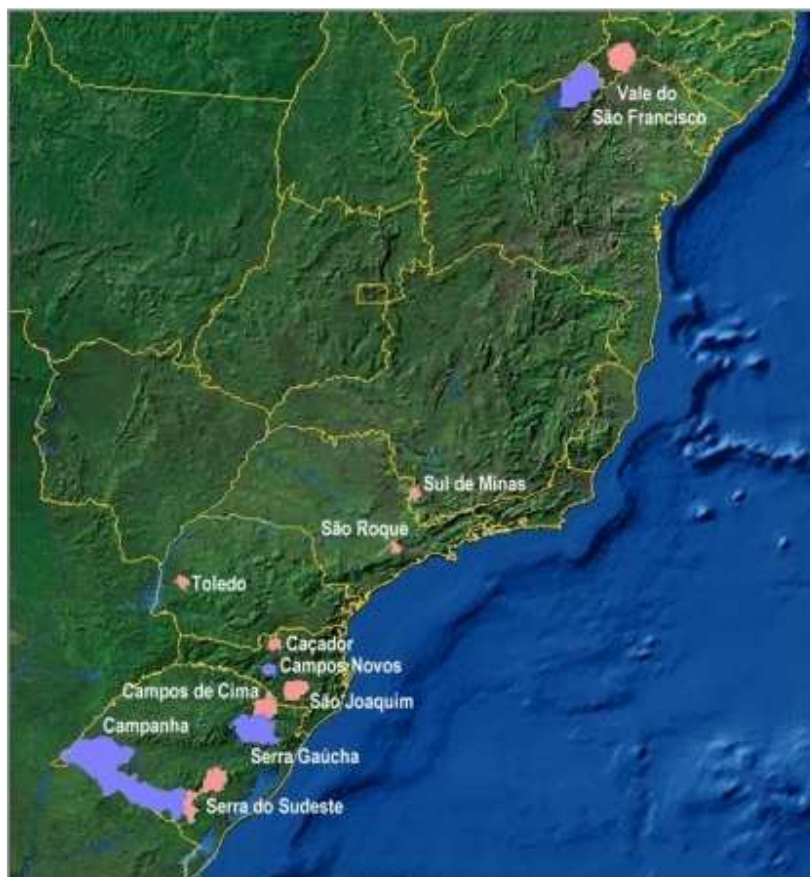 Vale do
São Francisco
Sul de Minas
São Roque
Toledo
Caçador
Campos Novos
Campos de Cima
São Joaquim
Campanha
Serra Gaúcha
Serra do Sudeste